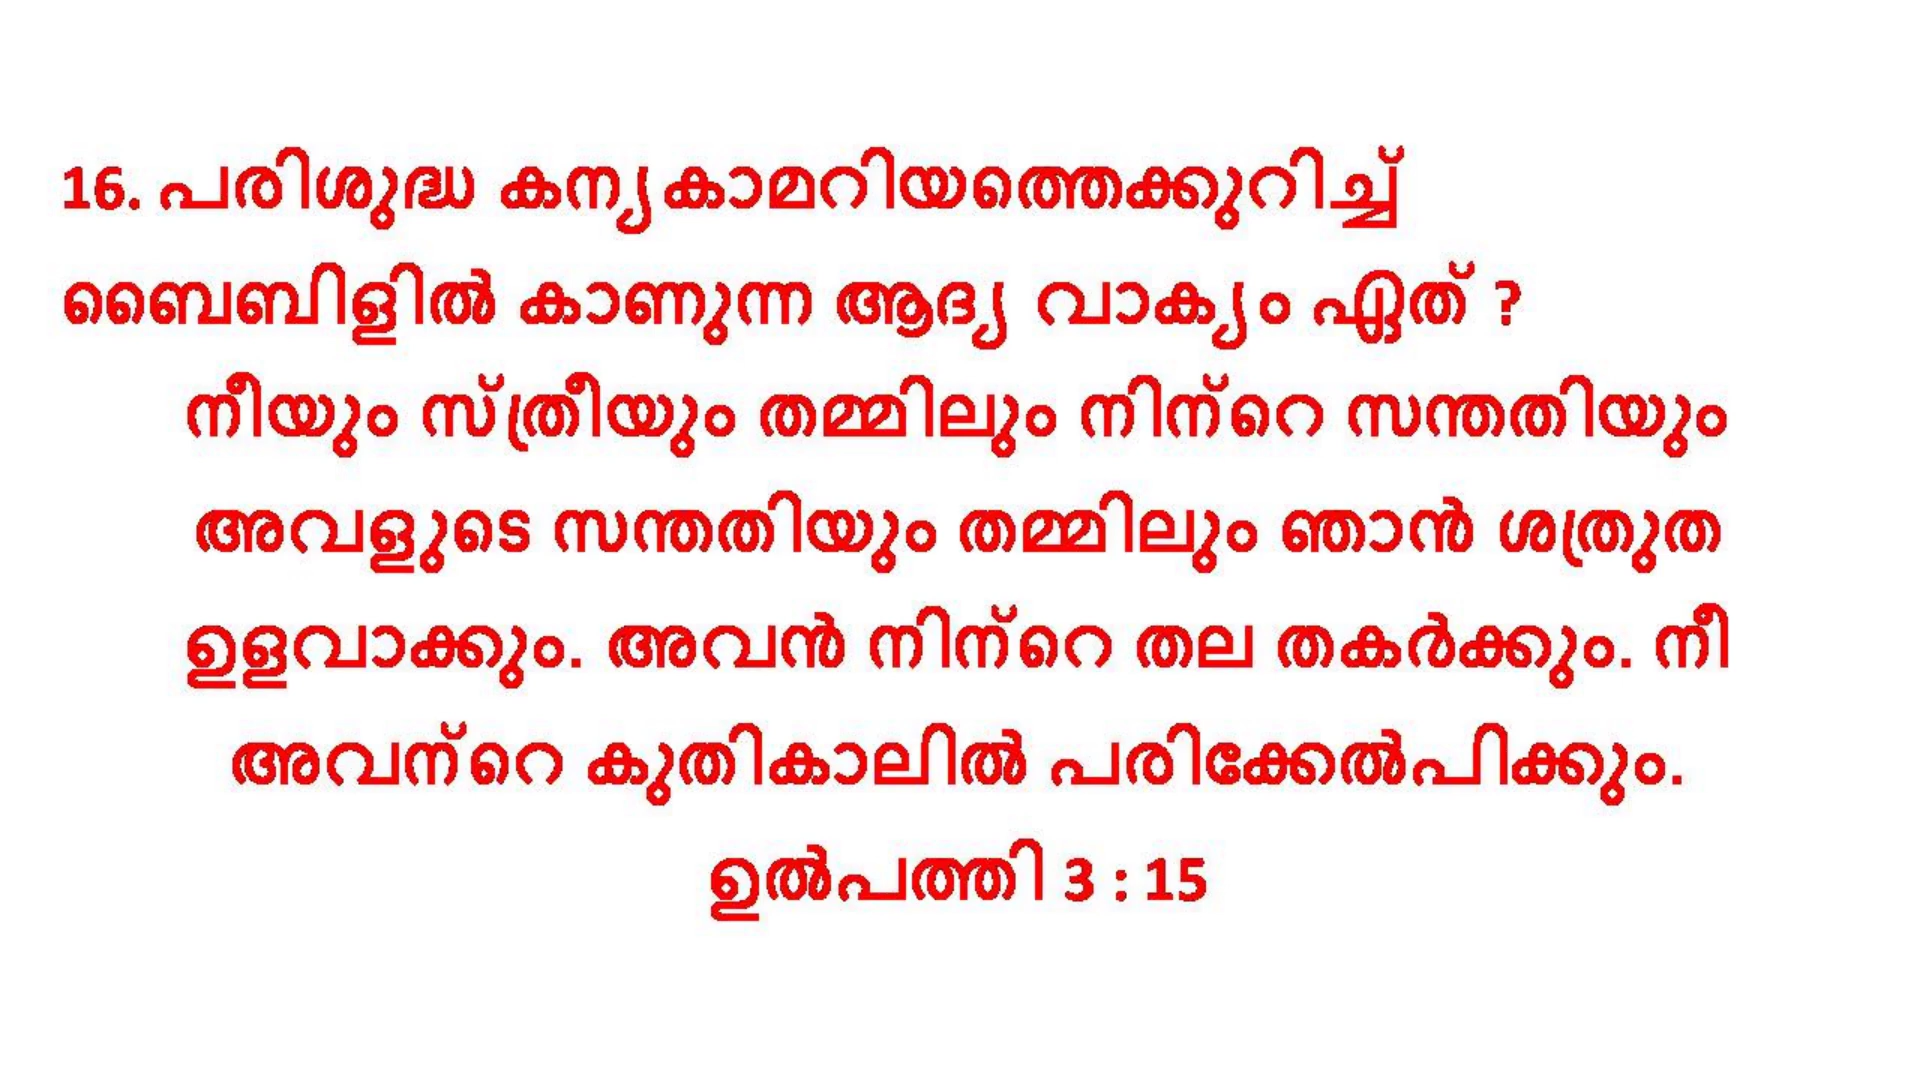 16. പരിശുദ്ധ കന്യകാമറിയത്തെക്കുറിച്ച്
ബൈബിളിൽ കാണുന്ന ആദ്യ വാക്യം ഏത് ?
നീയും സ്ത്രീയും തമ്മിലും നിന്റെ സന്തതിയും
അവളുടെ സന്തതിയും തമ്മിലും ഞാൻ ശത്രുത
ഉളവാക്കും. അവൻ നിന്റെ തല തകർക്കും. നീ
അവന്റെ കുതികാലിൽ പരിക്കേൽപിക്കും.
ഉൽപത്തി 3 : 15